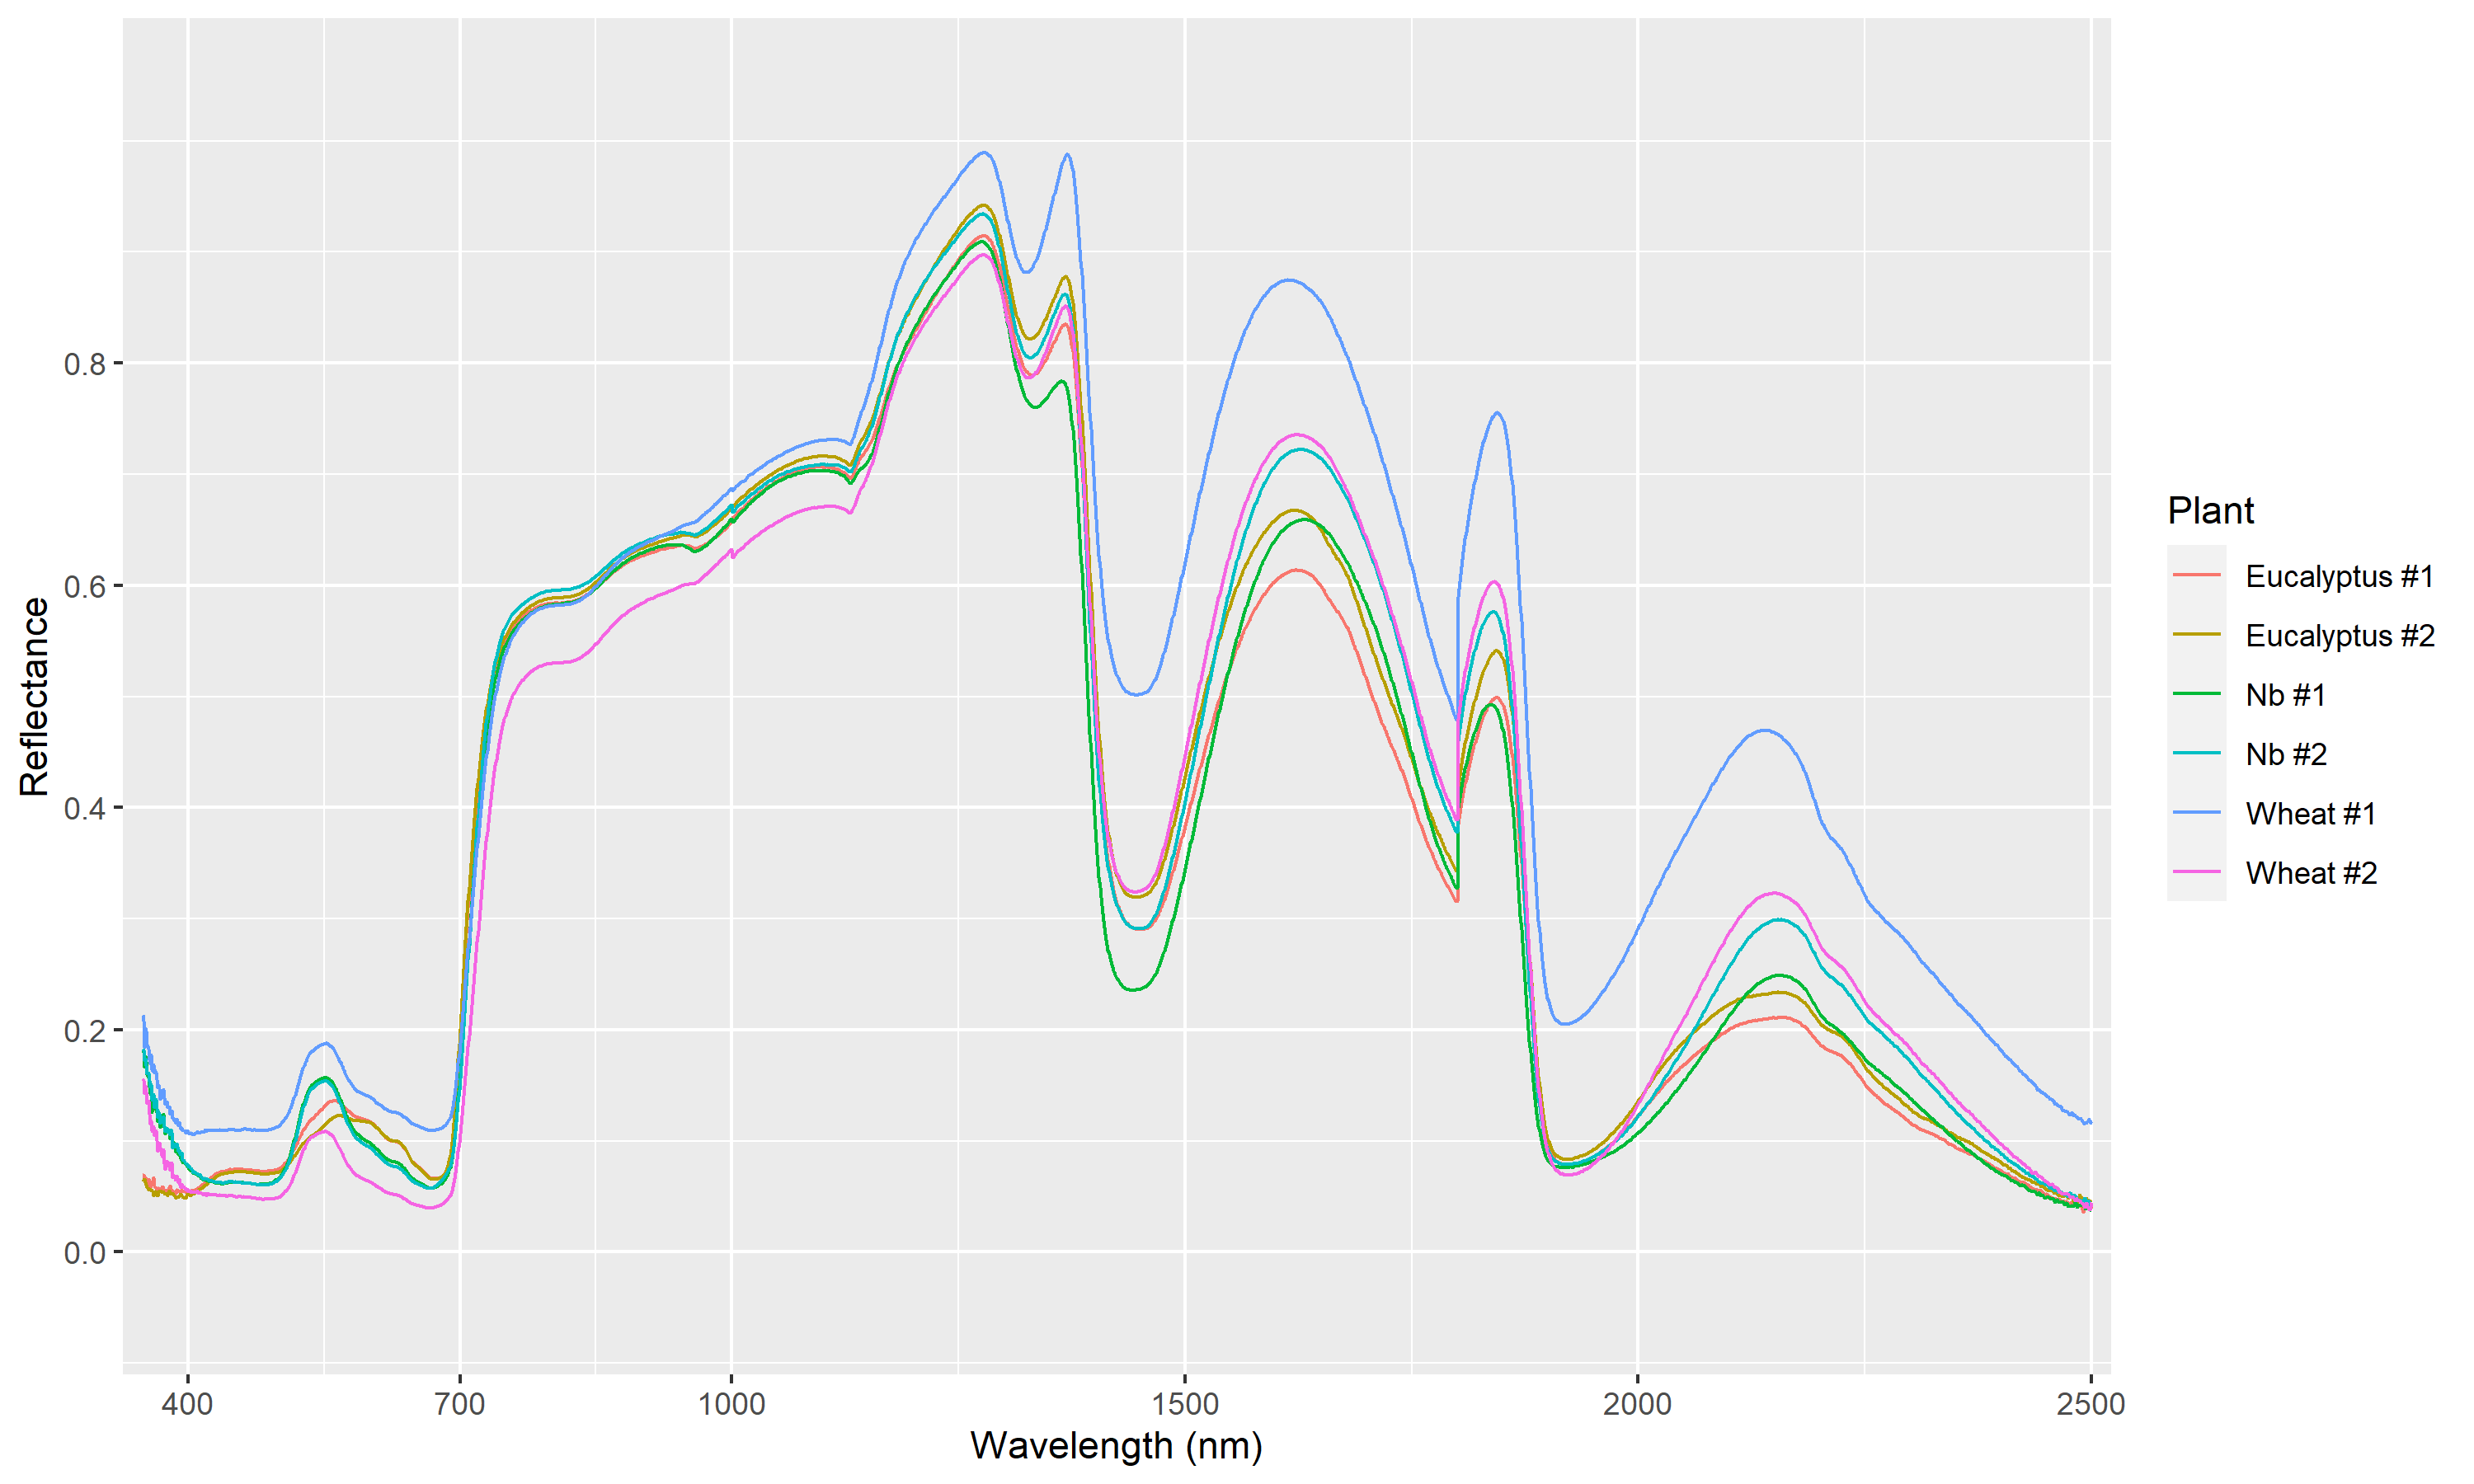 0.8
0.6
0.4
0.2
0.0
Reflectance
400 700 1000 1500 2000 2500
Wavelength (nm)
Plant
Eucalyptus #1
Eucalyptus #2
Nb #1
Nb #2
Wheat #1
Wheat #2